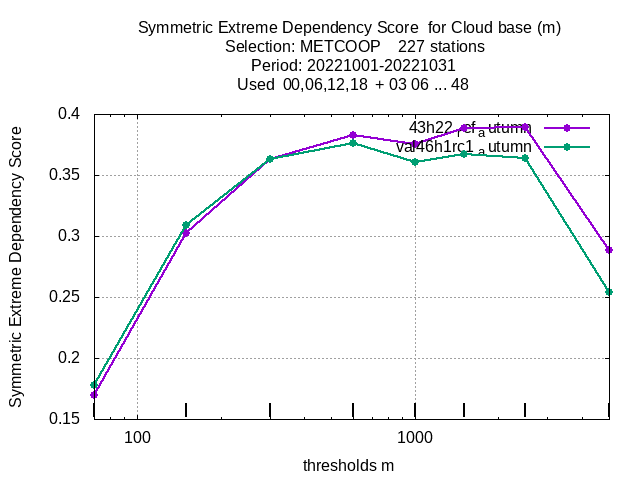 Symmetric Extreme Dependency Score for Cloud base (m)
Selection: METCOOP 227 stations
Period: 20221001-20221031
Used 00,06,12,18 + 03 06 ... 48
43h22_ref_autumn
val46h1rc1_autumn
Symmetric Extreme Dependency Score
0.4
0.35
0.3
0.25
0.2
0.15
100 1000
thresholds m